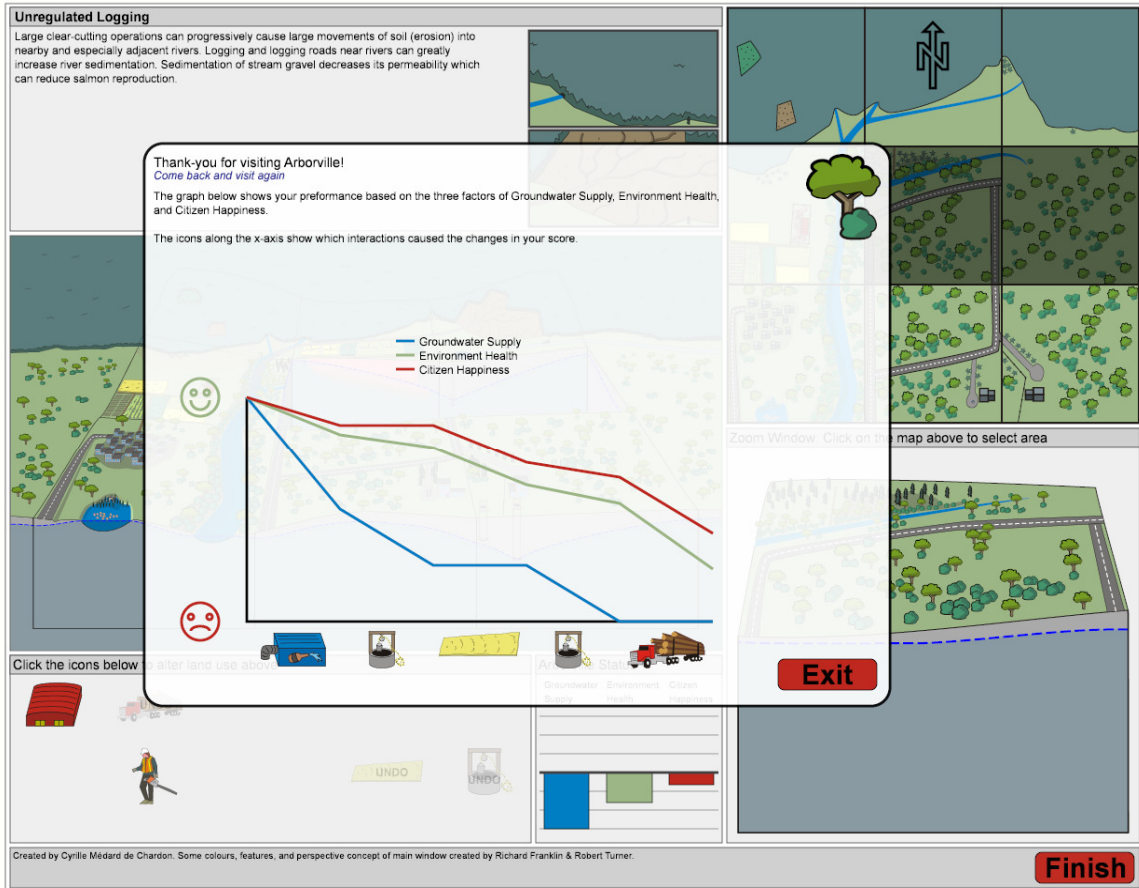 Unregulated Logging
Large clear-cutting operations can progressively cause large movements of soil (erosion) into
nearby and especially adjacent rivers. Logging and logging roads near rivers can greatly
increase river sedimentation. Sedimentation of stream gravel decreases its permeability which
can reduce salmon reproduction.
Thank-you for visiting Arborville!
Come back and visit again
The graph below shows your preformance based on the three factors of Groundwater Supply, Environment Health,
and Citizen Happiness.
The icons along the x-axis show which interactions caused the changes in your score.
Groundwater Supply
Environment Health
Citizen Happiness
Exit
Zoom Window: Click on the map above to select area
Click the icons below to alter land use above
UNDO
UNDO
Groundwater Supply
Environment Health
Citizen Happiness
Created by Cyrille Médard de Chardon. Some colours, features, and perspective concept of main window created by Richard Franklin & Robert Turner.
Finish